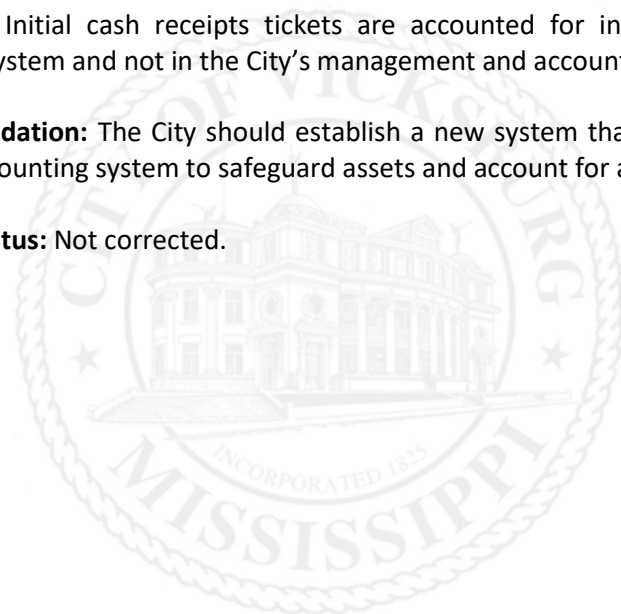 Initial cash receipts tickets are accounted for in
ystem and not in the City's management and account
dation: The City should establish a new system tha
ounting system to safeguard assets and account for a
tus: Not corrected.
CITY OF VICKSBURG
INCORPORATED 1825
MISSISSIPPI